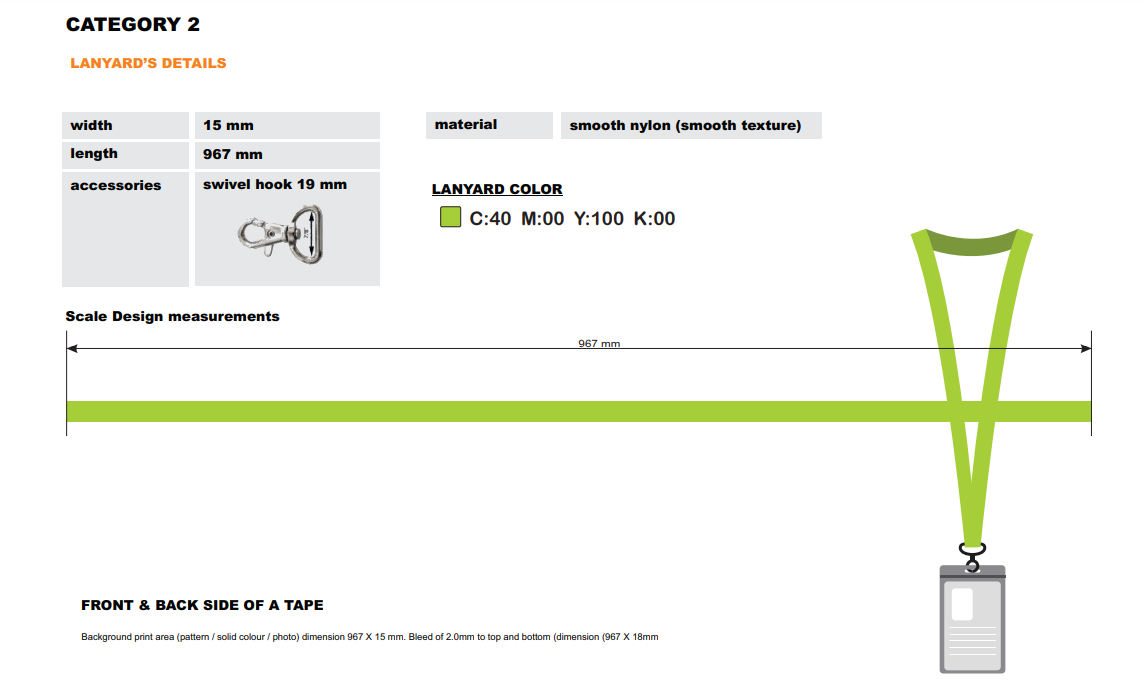 CATEGORY 2
LANYARD'S DETAILS
width 15 mm
length 967 mm
accessories swivel hook 19 mm
material smooth nylon (smooth texture)
LANYARD COLOR
C:40 M:00 Y:100 K:00
Scale Design measurements
967 mm
FRONT & BACK SIDE OF A TAPE
Background print area (pattern / solid colour / photo) dimension 967 X 15 mm. Bleed of 2.0mm to top and bottom (dimension (967 X 18mm